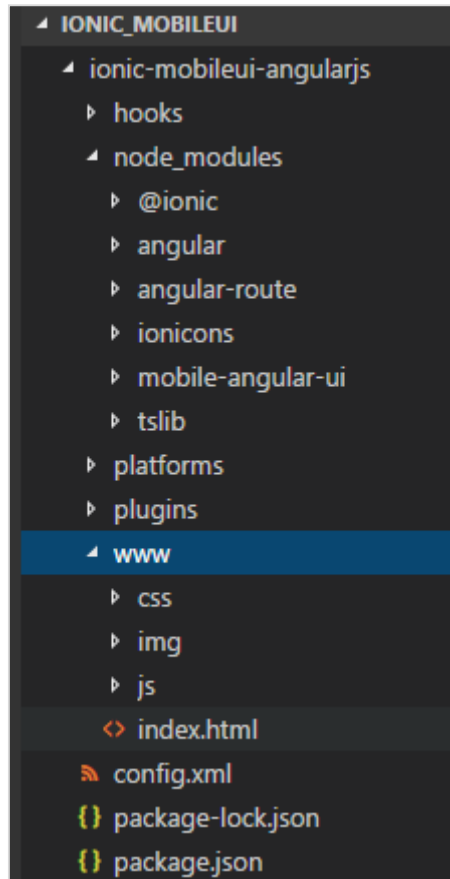 IONIC_MOBILEUI
ionic-mobileui-angularjs
hooks
node_modules
@ionic
angular
angular-route
ionicons
mobile-angular-ui
tslib
platforms
plugins
www
css
img
js
<> index.html
config.xml
{} package-lock.json
{} package.json